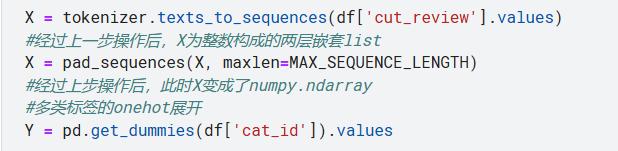 X = tokenizer.texts_to_sequences(df['cut_review'].values)
#经过上一步操作后，X为整数构成的两层嵌套list
X = pad_sequences(X, maxlen=MAX_SEQUENCE_LENGTH)
#经过上步操作后，此时X变成了numpy.ndarray
#多类标签的onehot展开
Y = pd.get_dummies(df['cat_id']).values